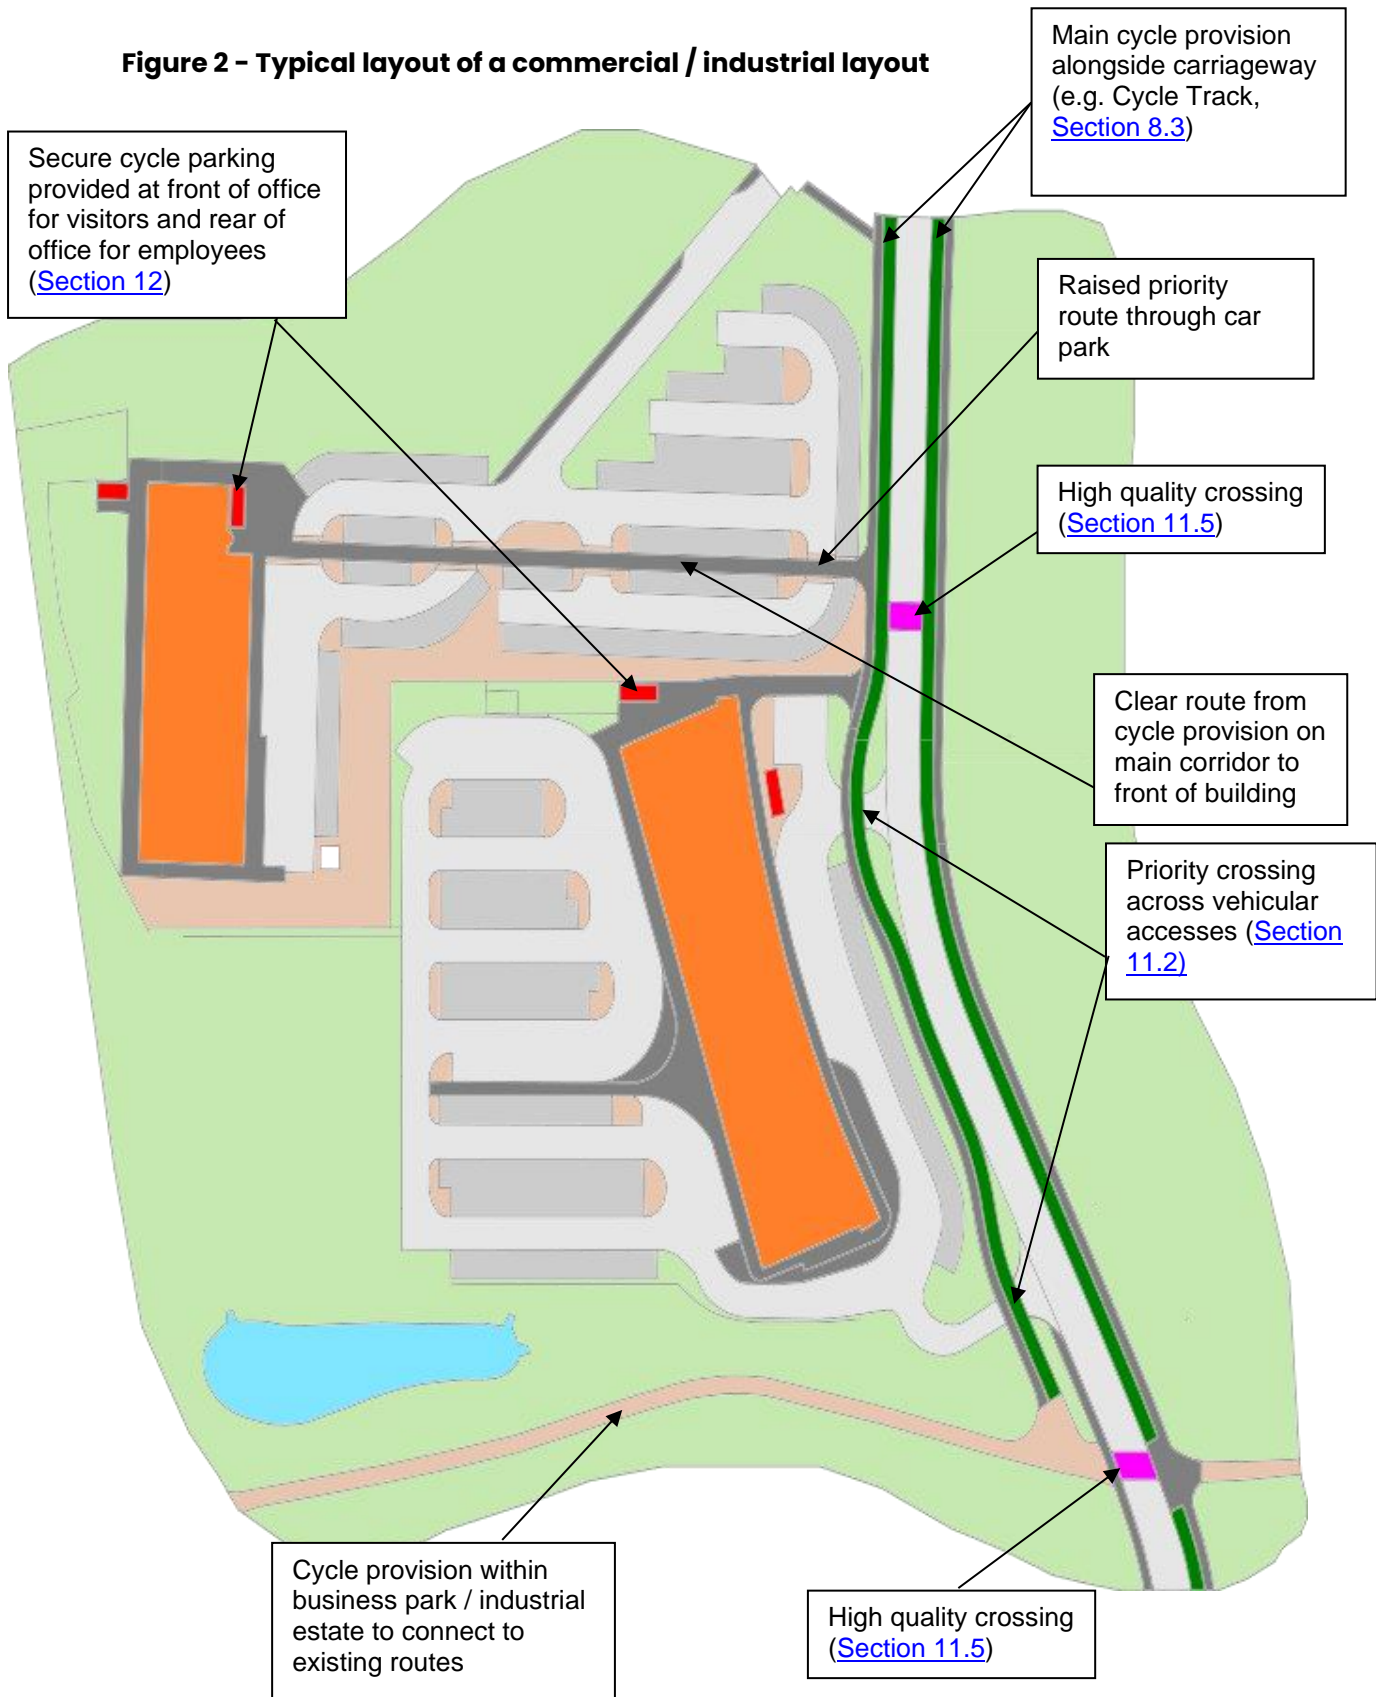 Figure 2 - Typical layout of a commercial / industrial layout
Main cycle provision
alongside carriageway
(e.g. Cycle Track,
Section 8.3)
Secure cycle parking
provided at front of office
for visitors and rear of
office for employees
(Section 12)
Raised priority
route through car
park
High quality crossing
(Section 11.5)
Clear route from
cycle provision on
main corridor to
front of building
Priority crossing
across vehicular
accesses (Section
11.2)
Cycle provision within
business park / industrial
estate to connect to
existing routes
High quality crossing
(Section 11.5)